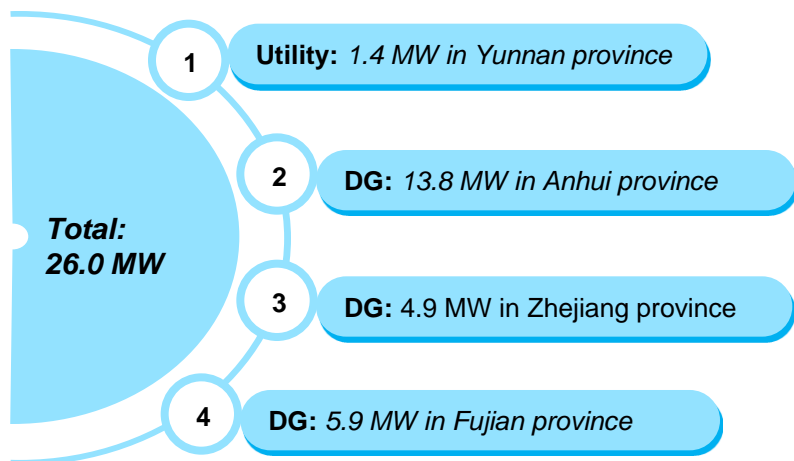 1
Utility: 1.4 MW in Yunnan province
2
DG: 13.8 MW in Anhui province
Total:
26.0 MW
3
DG: 4.9 MW in Zhejiang province
4
DG: 5.9 MW in Fujian province